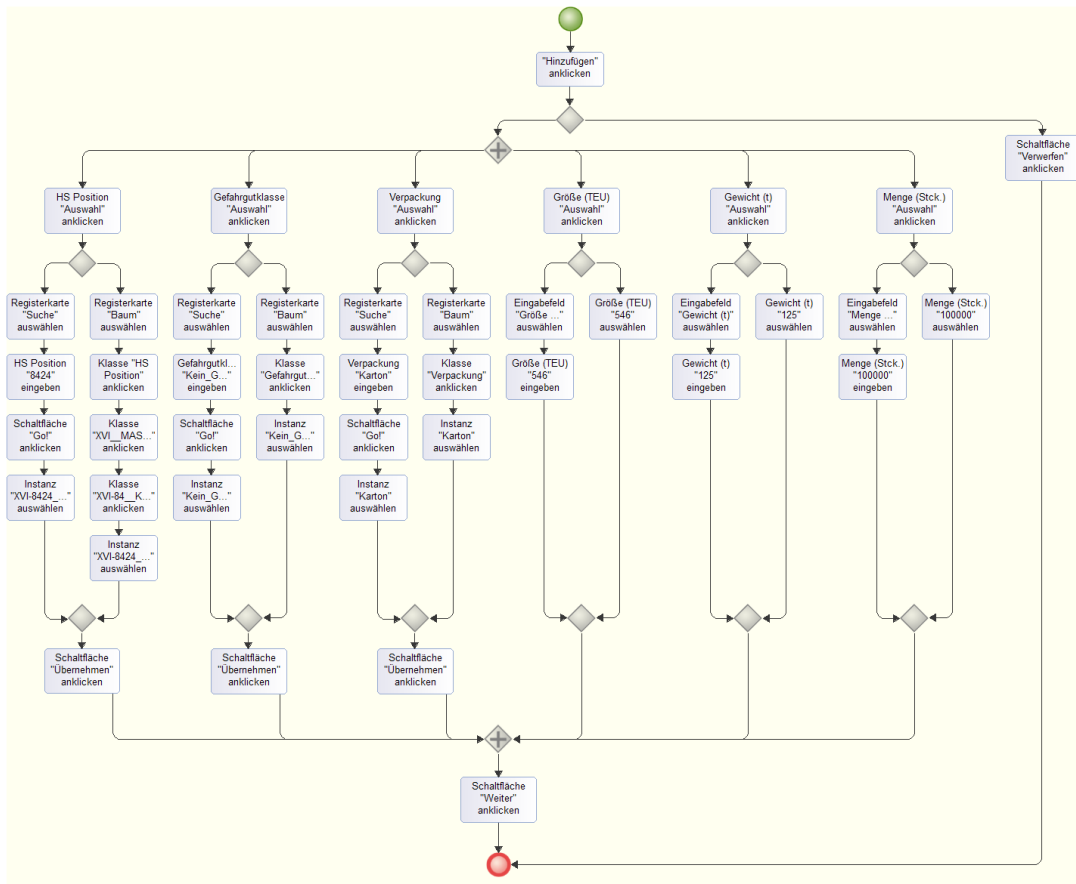 "Hinzufügen"
anklicken
Schaltfläche
"Verwerfen"
anklicken
HS Position
"Auswahl"
anklicken
Gefahrgutklasse
"Auswahl"
anklicken
Verpackung
"Auswahl"
anklicken
Größe (TEU)
"Auswahl"
anklicken
Gewicht (t)
"Auswahl"
anklicken
Menge (Stck.)
"Auswahl"
anklicken
Registerkarte
"Suche"
auswählen
Registerkarte
"Baum"
auswählen
Registerkarte
"Suche"
auswählen
Registerkarte
"Baum"
auswählen
Registerkarte
"Suche"
auswählen
Registerkarte
"Baum"
auswählen
Eingabefeld
"Größe ..."
auswählen
Größe (TEU)
"546"
auswählen
Eingabefeld
"Gewicht (t)"
auswählen
Gewicht (t)
"125"
auswählen
Eingabefeld
"Menge ..."
auswählen
Menge (Stck.)
"100000"
auswählen
HS Position
"8424"
eingeben
Klasse "HS
Position"
anklicken
Gefahrgutkl...
"Kein_G..."
eingeben
Klasse
"Gefahrgut..."
anklicken
Verpackung
"Karton"
eingeben
Klasse
"Verpackung"
anklicken
Größe (TEU)
"546"
eingeben
Gewicht (t)
"125"
eingeben
Menge (Stck.)
"100000"
eingeben
Schaltfläche
"Go!"
anklicken
Klasse
"XVI__MAS..."
anklicken
Schaltfläche
"Go!"
anklicken
Instanz
"Kein_G..."
auswählen
Schaltfläche
"Go!"
anklicken
Instanz
"Karton"
auswählen
Instanz
"XVI-8424_..."
auswählen
Klasse
"XVI-84__K..."
anklicken
Instanz
"Kein_G..."
auswählen
Instanz
"Karton"
auswählen
Instanz
"XVI-8424_..."
auswählen
Schaltfläche
"Übernehmen"
anklicken
Schaltfläche
"Übernehmen"
anklicken
Schaltfläche
"Übernehmen"
anklicken
Schaltfläche
"Weiter"
anklicken